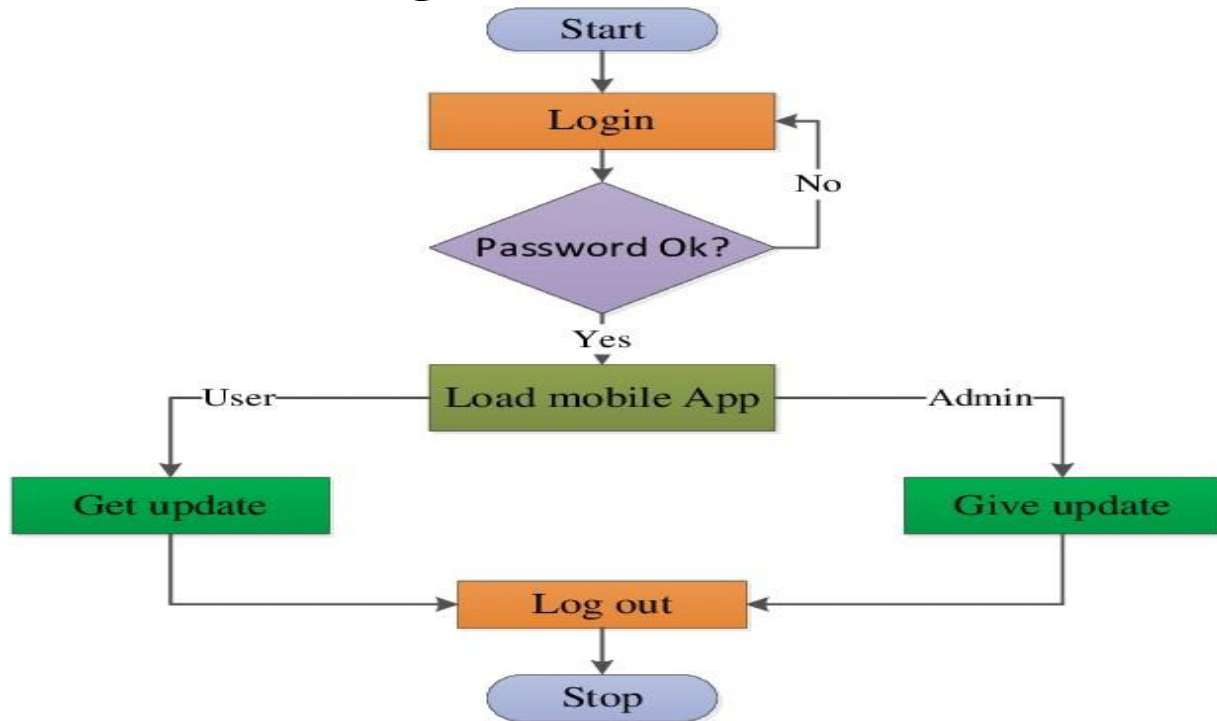 Start
Login
No
Password Ok?
Yes
User
Load mobile App
Admin
Get update
Give update
Log out
Stop